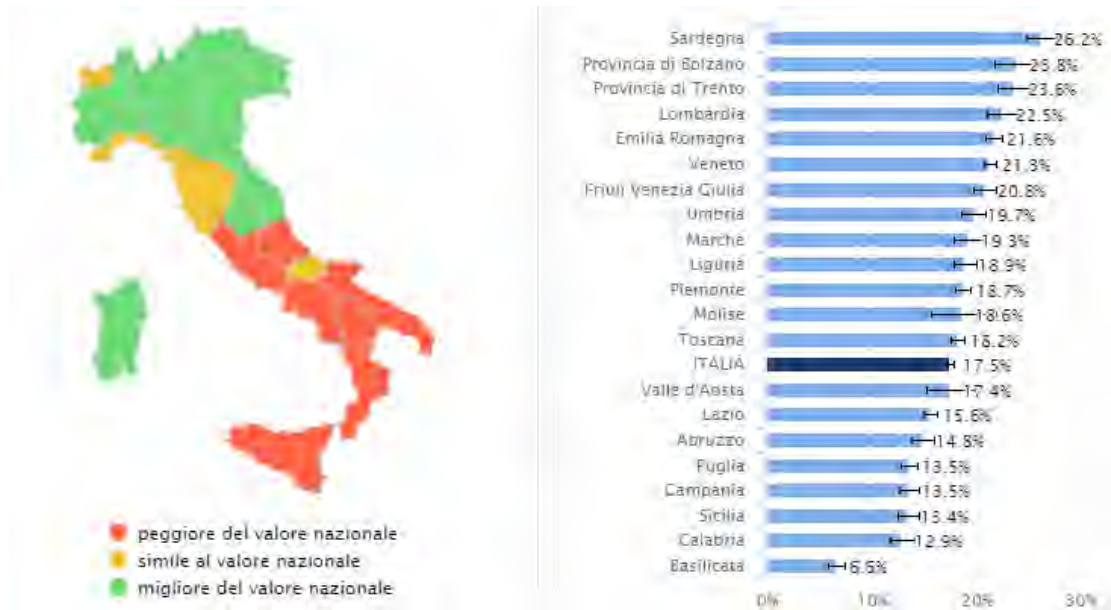 peggiore del valore nazionale
simile al valore nazionale
migliore del valore nazionale
Sardegna 26.2%
Provincia di Bolzano 23.8%
Provincia di Trento 23.6%
Lombardia 22.5%
Emilia Romagna 21.6%
Veneto 21.3%
Friuli Venezia Giulia 20.8%
Umbria 19.7%
Marche 19.3%
Liguria 18.9%
Piemonte 18.7%
Molise 18.6%
Toscana 18.2%
ITALIA 17.5%
Valle d'Aosta 17.4%
Lazio 15.6%
Abruzzo 14.8%
Puglia 13.5%
Campania 13.5%
Sicilia 13.4%
Calabria 12.9%
Basilicata 6.5%
0% 10% 20% 30%